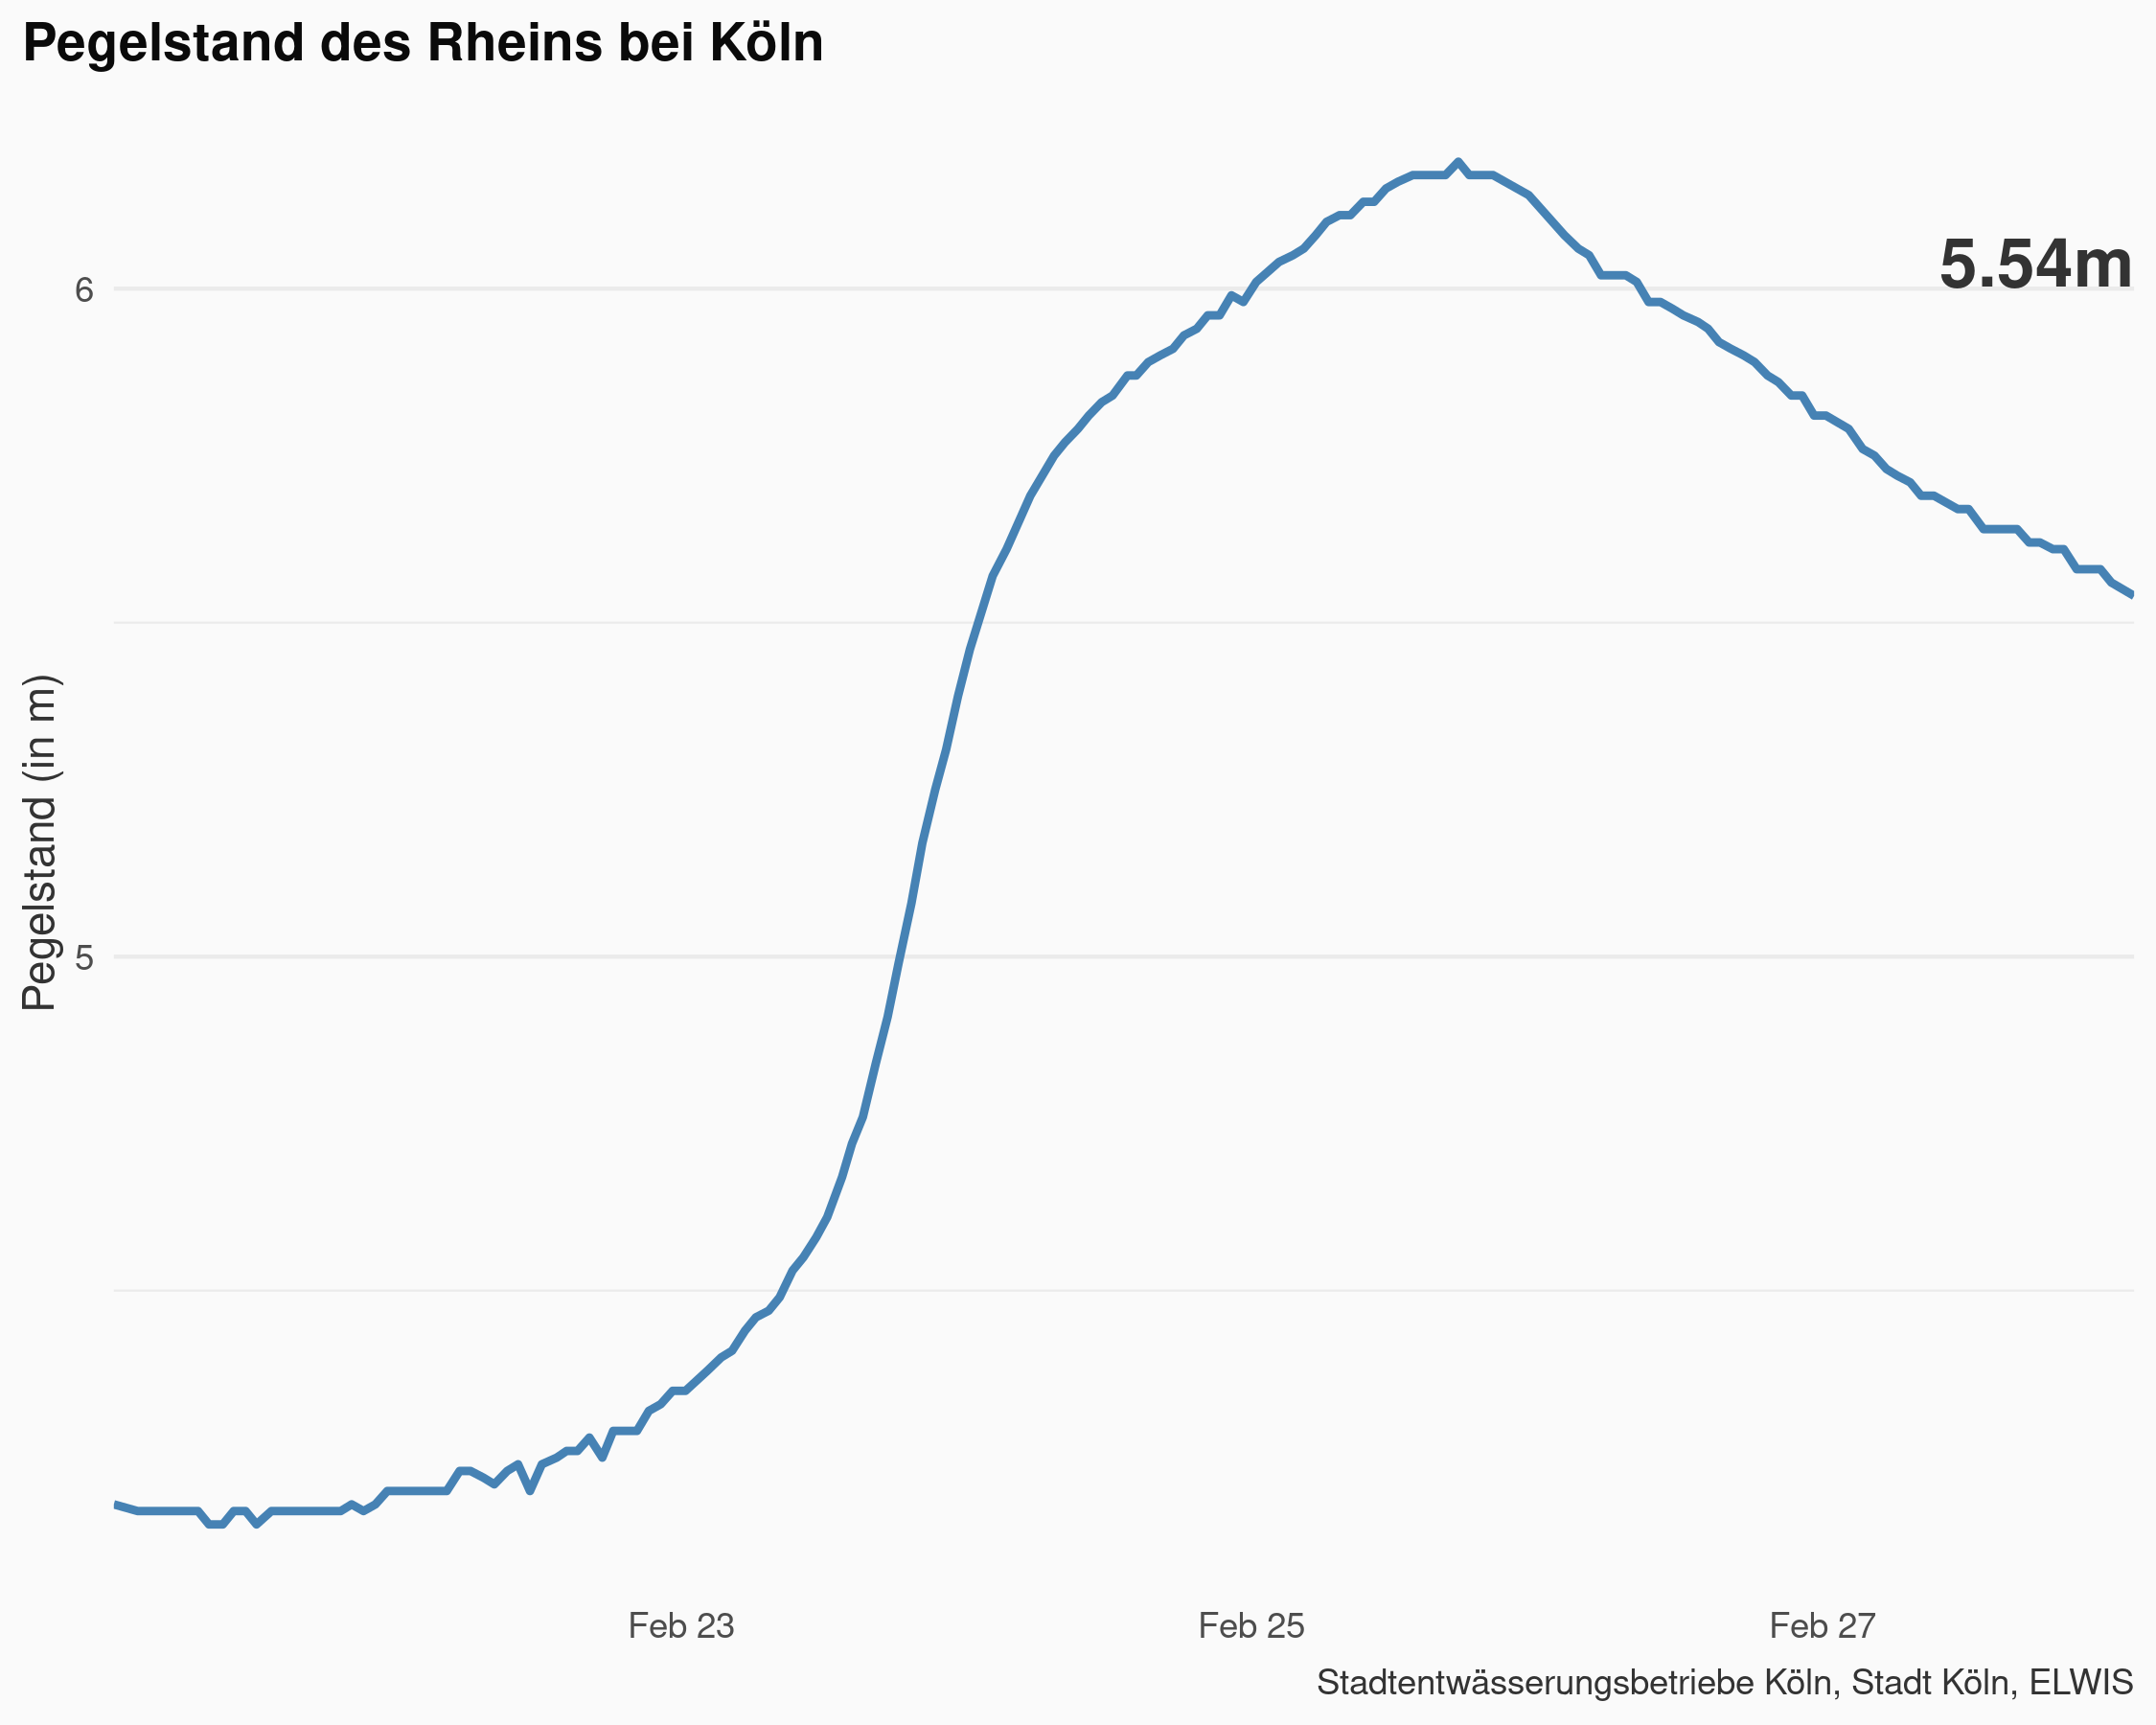 Pegelstand des Rheins bei Köln
5.54m
6
5
Pegelstand (in m)
Feb 23
Feb 25
Feb 27
Stadtentwässerungsbetriebe Köln, Stadt Köln, ELWIS